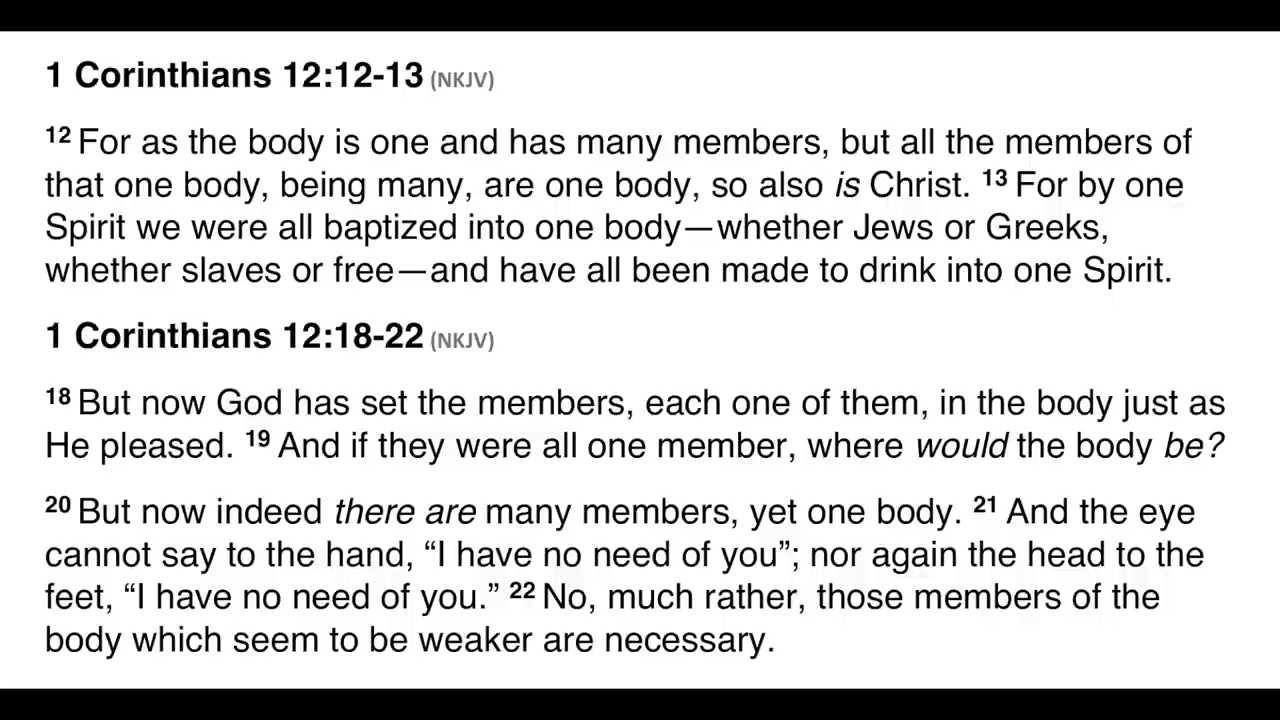 1 Corinthians 12:12-13 (NKJV)
12 For as the body is one and has many members, but all the members of
that one body, being many, are one body, so also is Christ. 13 For by one
Spirit we were all baptized into one body—whether Jews or Greeks,
whether slaves or free—and have all been made to drink into one Spirit.
1 Corinthians 12:18-22 (NKJV)
18 But now God has set the members, each one of them, in the body just as
He pleased. 19 And if they were all one member, where would the body be?
20 But now indeed there are many members, yet one body. 21 And the eye
cannot say to the hand, “I have no need of you”; nor again the head to the
feet, “I have no need of you.” 22 No, much rather, those members of the
body which seem to be weaker are necessary.